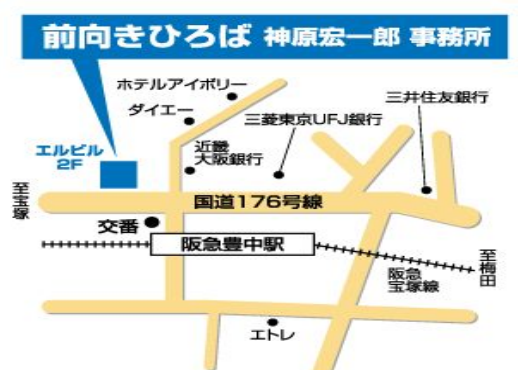 前向きひろば 神原宏一郎 事務所
ホテルアイボリー
ダイエー
三井住友銀行
三菱東京UFJ銀行
近畿
大阪銀行
エルビル
2F
至宝塚
国道176号線
交番
阪急豊中駅
至梅田
阪急
宝塚線
エトレ